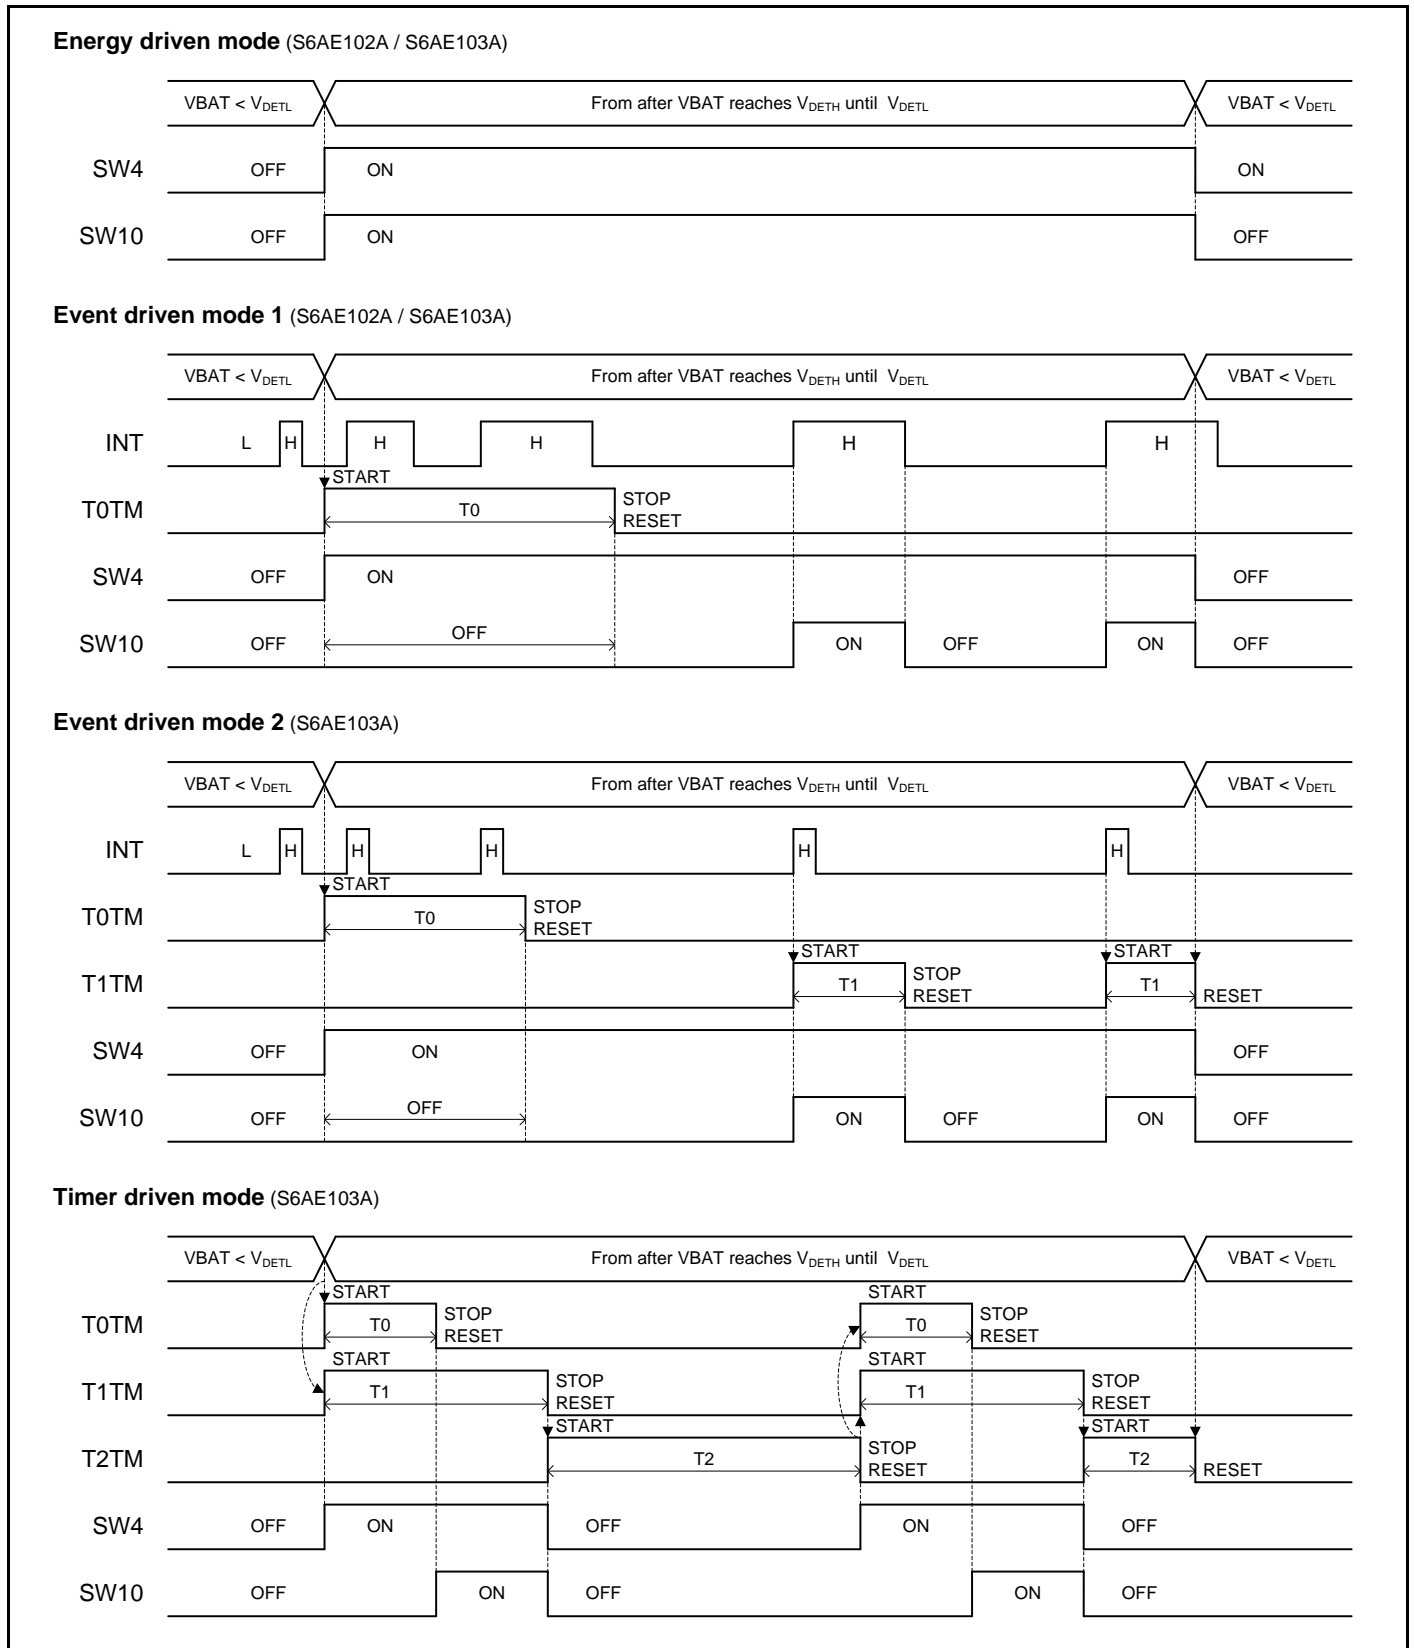 Energy driven mode (S6AE102A / S6AE103A)
VBAT < VDETL From after VBAT reaches VDETH until VDETL VBAT < VDETL
SW4 OFF ON ON
SW10 OFF ON OFF
Event driven mode 1 (S6AE102A / S6AE103A)
VBAT < VDETL From after VBAT reaches VDETH until VDETL VBAT < VDETL
INT L H H H H H
START
T0TM T0 STOP
RESET
SW4 OFF ON OFF
SW10 OFF OFF ON OFF ON OFF
Event driven mode 2 (S6AE103A)
VBAT < VDETL From after VBAT reaches VDETH until VDETL VBAT < VDETL
INT L H H H H H
START
T0TM T0 STOP
RESET
START START
T1TM T1 STOP
RESET T1 RESET
SW4 OFF ON OFF
SW10 OFF OFF ON OFF ON OFF
Timer driven mode (S6AE103A)
VBAT < VDETL From after VBAT reaches VDETH until VDETL VBAT < VDETL
START START
T0TM T0 STOP
RESET T0 STOP
RESET
START START
T1TM T1 STOP
RESET T1 STOP
RESET
START START
T2TM T2 STOP
RESET T2 RESET
SW4 OFF ON OFF ON OFF
SW10 OFF ON OFF ON OFF